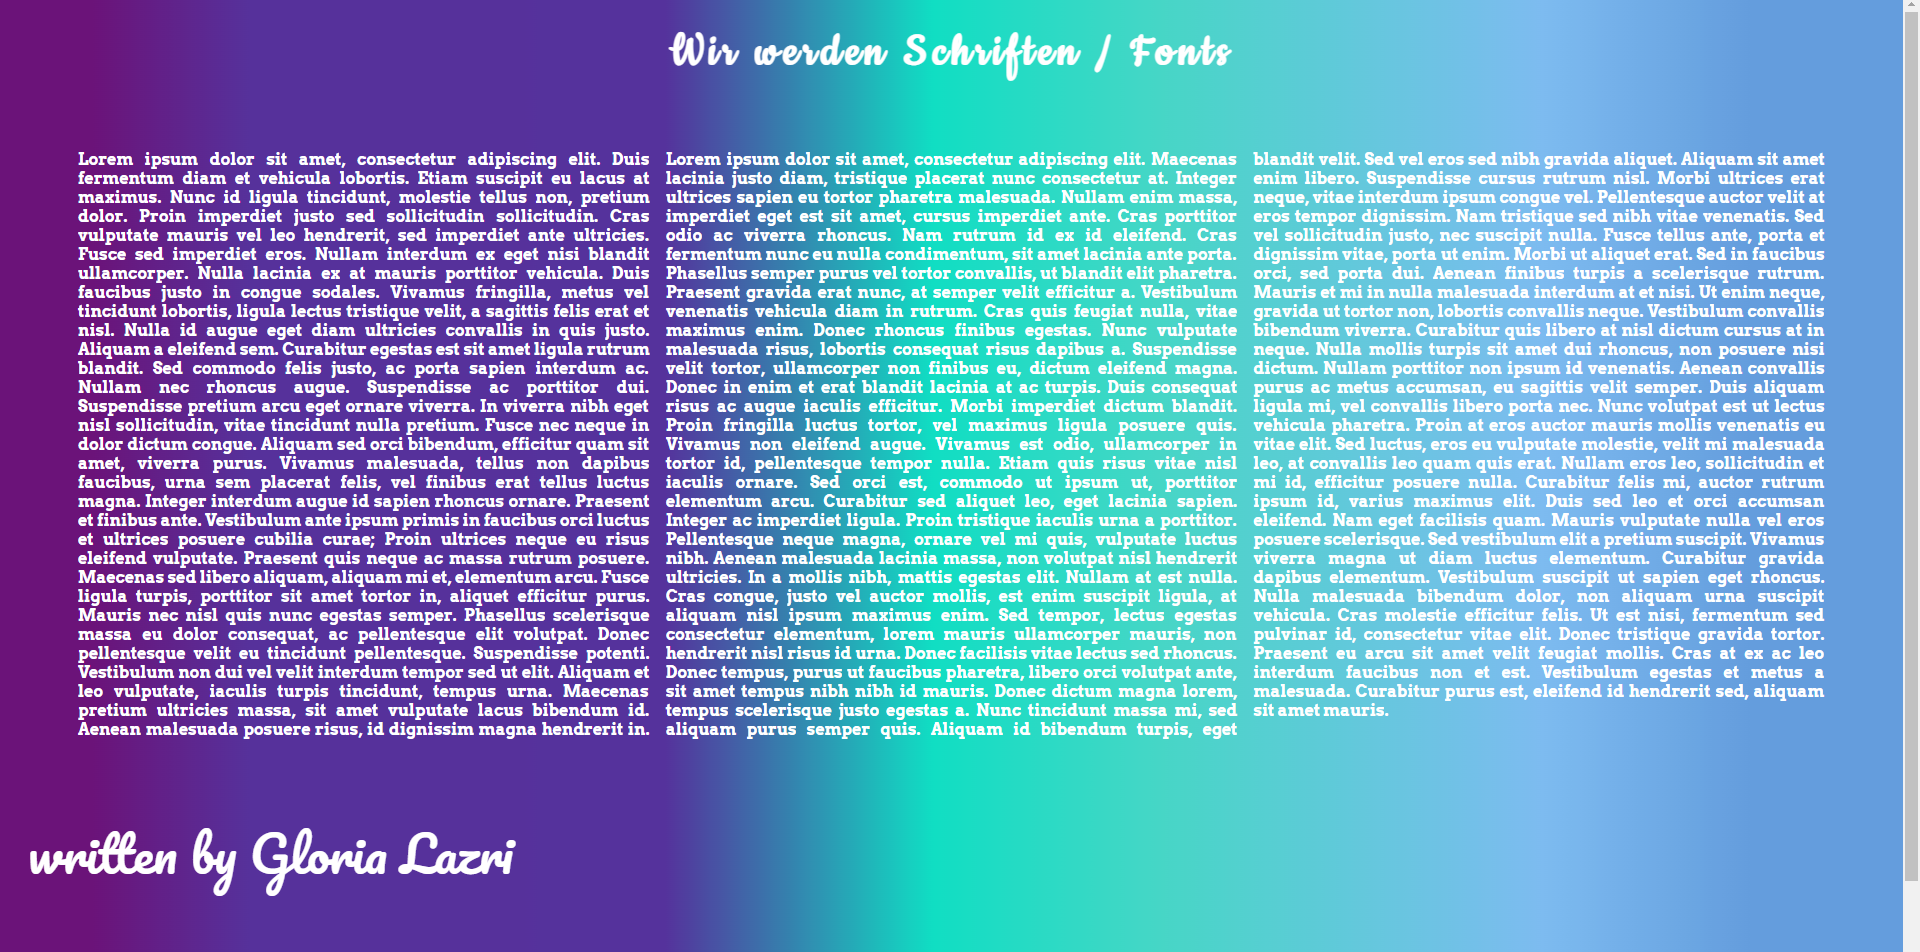 Wir werden Schriften / Fonts
Lorem ipsum dolor sit amet, consectetur adipiscing elit. Duis
fermentum diam et vehicula lobortis. Etiam suscipit eu lacus at
maximus. Nunc id ligula tincidunt, molestie tellus non, pretium
dolor. Proin imperdiet justo sed sollicitudin sollicitudin. Cras
vulputate mauris vel leo hendrerit, sed imperdiet ante ultricies.
Fusce sed imperdiet eros. Nullam interdum ex eget nisi blandit
ullamcorper. Nulla lacinia ex at mauris porttitor vehicula. Duis
faucibus justo in congue sodales. Vivamus fringilla, metus vel
tincidunt lobortis, ligula lectus tristique velit, a sagittis felis erat et
nisl. Nulla id augue eget diam ultricies convallis in quis justo.
Aliquam a eleifend sem. Curabitur egestas est sit amet ligula rutrum
blandit. Sed commodo felis justo, ac porta sapien interdum ac.
Nullam nec rhoncus augue. Suspendisse ac porttitor dui.
Suspendisse pretium arcu eget ornare viverra. In viverra nibh eget
nisl sollicitudin, vitae tincidunt nulla pretium. Fusce nec neque in
dolor dictum congue. Aliquam sed orci bibendum, efficitur quam sit
amet, viverra purus. Vivamus malesuada, tellus non dapibus
faucibus, urna sem placerat felis, vel finibus erat tellus luctus
magna. Integer interdum augue id sapien rhoncus ornare. Praesent
et finibus ante. Vestibulum ante ipsum primis in faucibus orci luctus
et ultrices posuere cubilia curae; Proin ultrices neque eu risus
eleifend vulputate. Praesent quis neque ac massa rutrum posuere.
Maecenas sed libero aliquam, aliquam mi et, elementum arcu. Fusce
ligula turpis, porttitor sit amet tortor in, aliquet efficitur purus.
Mauris nec nisl quis nunc egestas semper. Phasellus scelerisque
massa eu dolor consequat, ac pellentesque elit volutpat. Donec
pellentesque velit eu tincidunt pellentesque. Suspendisse potenti.
Vestibulum non dui vel velit interdum tempor sed ut elit. Aliquam et
leo vulputate, iaculis turpis tincidunt, tempus urna. Maecenas
pretium ultricies massa, sit amet vulputate lacus bibendum id.
Aenean malesuada posuere risus, id dignissim magna hendrerit in.
Lorem ipsum dolor sit amet, consectetur adipiscing elit. Maecenas
lacinia justo diam, tristique placerat nunc consectetur at. Integer
ultrices sapien eu tortor pharetra malesuada. Nullam enim massa,
imperdiet eget est sit amet, cursus imperdiet ante. Cras porttitor
odio ac viverra rhoncus. Nam rutrum id ex id eleifend. Cras
fermentum nunc eu nulla condimentum, sit amet lacinia ante porta.
Phasellus semper purus vel tortor convallis, ut blandit elit pharetra.
Praesent gravida erat nunc, at semper velit efficitur a. Vestibulum
venenatis vehicula diam in rutrum. Cras quis feugiat nulla, vitae
maximus enim. Donec rhoncus finibus egestas. Nunc vulputate
malesuada risus, lobortis consequat risus dapibus a. Suspendisse
velit tortor, ullamcorper non finibus eu, dictum eleifend magna.
Donec in enim et erat blandit lacinia at ac turpis. Duis consequat
risus ac augue iaculis efficitur. Morbi imperdiet dictum blandit.
Proin fringilla luctus tortor, vel maximus ligula posuere quis.
Vivamus non eleifend augue. Vivamus est odio, ullamcorper in
tortor id, pellentesque tempor nulla. Etiam quis risus vitae nisl
iaculis ornare. Sed orci est, commodo ut ipsum ut, porttitor
elementum arcu. Curabitur sed aliquet leo, eget lacinia sapien.
Integer ac imperdiet ligula. Proin tristique iaculis urna a porttitor.
Pellentesque neque magna, ornare vel mi quis, vulputate luctus
nibh. Aenean malesuada lacinia massa, non volutpat nisl hendrerit
ultricies. In a mollis nibh, mattis egestas elit. Nullam at est nulla.
Cras congue, justo vel auctor mollis, est enim suscipit ligula, at
aliquam nisl ipsum maximus enim. Sed tempor, lectus egestas
consectetur elementum, lorem mauris ullamcorper mauris, non
hendrerit nisl risus id urna. Donec facilisis vitae lectus sed rhoncus.
Donec tempus, purus ut faucibus pharetra, libero orci volutpat ante,
sit amet tempus nibh nibh id mauris. Donec dictum magna lorem,
tempus scelerisque justo egestas a. Nunc tincidunt massa mi, sed
aliquam purus semper quis. Aliquam id bibendum turpis, eget
blandit velit. Sed vel eros sed nibh gravida aliquet. Aliquam sit amet
enim libero. Suspendisse cursus rutrum nisl. Morbi ultrices erat
neque, vitae interdum ipsum congue vel. Pellentesque auctor velit at
eros tempor dignissim. Nam tristique sed nibh vitae venenatis. Sed
vel sollicitudin justo, nec suscipit nulla. Fusce tellus ante, porta et
dignissim vitae, porta ut enim. Morbi ut aliquet erat. Sed in faucibus
orci, sed porta dui. Aenean finibus turpis a scelerisque rutrum.
Mauris et mi in nulla malesuada interdum at et nisi. Ut enim neque,
gravida ut tortor non, lobortis convallis neque. Vestibulum convallis
bibendum viverra. Curabitur quis libero at nisl dictum cursus at in
neque. Nulla mollis turpis sit amet dui rhoncus, non posuere nisi
dictum. Nullam porttitor non ipsum id venenatis. Aenean convallis
purus ac metus accumsan, eu sagittis velit semper. Duis aliquam
ligula mi, vel convallis libero porta nec. Nunc volutpat est ut lectus
vehicula pharetra. Proin at eros auctor mauris mollis venenatis eu
vitae elit. Sed luctus, eros eu vulputate molestie, velit mi malesuada
leo, at convallis leo quam quis erat. Nullam eros leo, sollicitudin et
mi id, efficitur posuere nulla. Curabitur felis mi, auctor rutrum
ipsum id, varius maximus elit. Duis sed leo et orci accumsan
eleifend. Nam eget facilisis quam. Mauris vulputate nulla vel eros
posuere scelerisque. Sed vestibulum elit a pretium suscipit. Vivamus
viverra magna ut diam luctus elementum. Curabitur gravida
dapibus elementum. Vestibulum suscipit ut sapien eget rhoncus.
Nulla malesuada bibendum dolor, non aliquam urna suscipit
vehicula. Cras molestie efficitur felis. Ut est nisi, fermentum sed
pulvinar id, consectetur vitae elit. Donec tristique gravida tortor.
Praesent eu arcu sit amet velit feugiat mollis. Cras at ex ac leo
interdum faucibus non et est. Vestibulum egestas et metus a
malesuada. Curabitur purus est, eleifend id hendrerit sed, aliquam
sit amet mauris.
written by Gloria Lazri